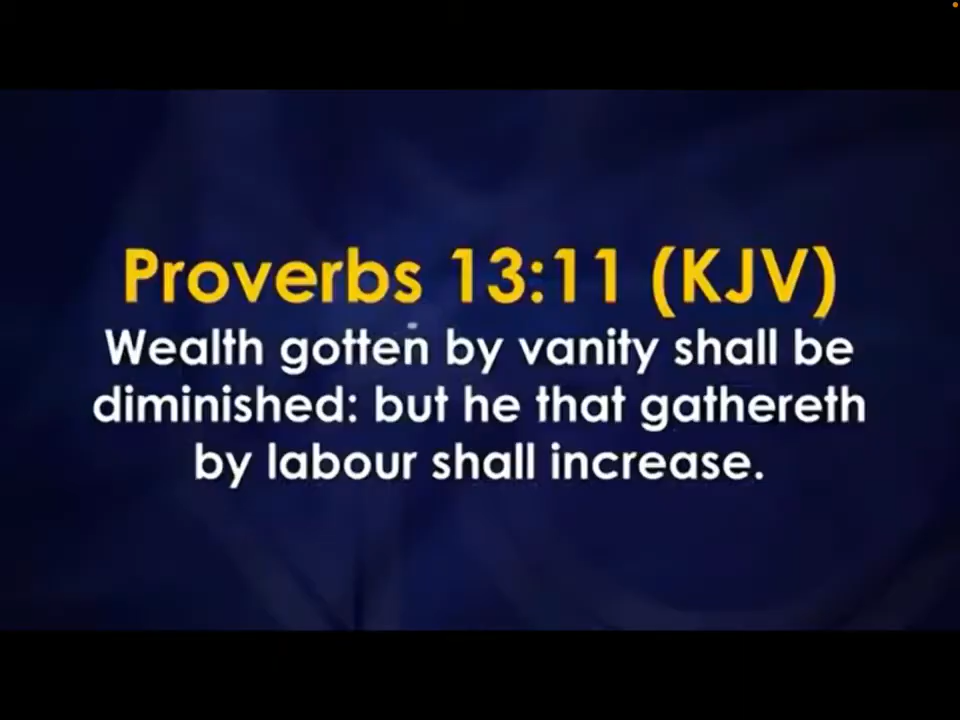 Proverbs 13:11 (KJV)
Wealth gotten by vanity shall be
diminished: but he that gathereth
by labour shall increase.